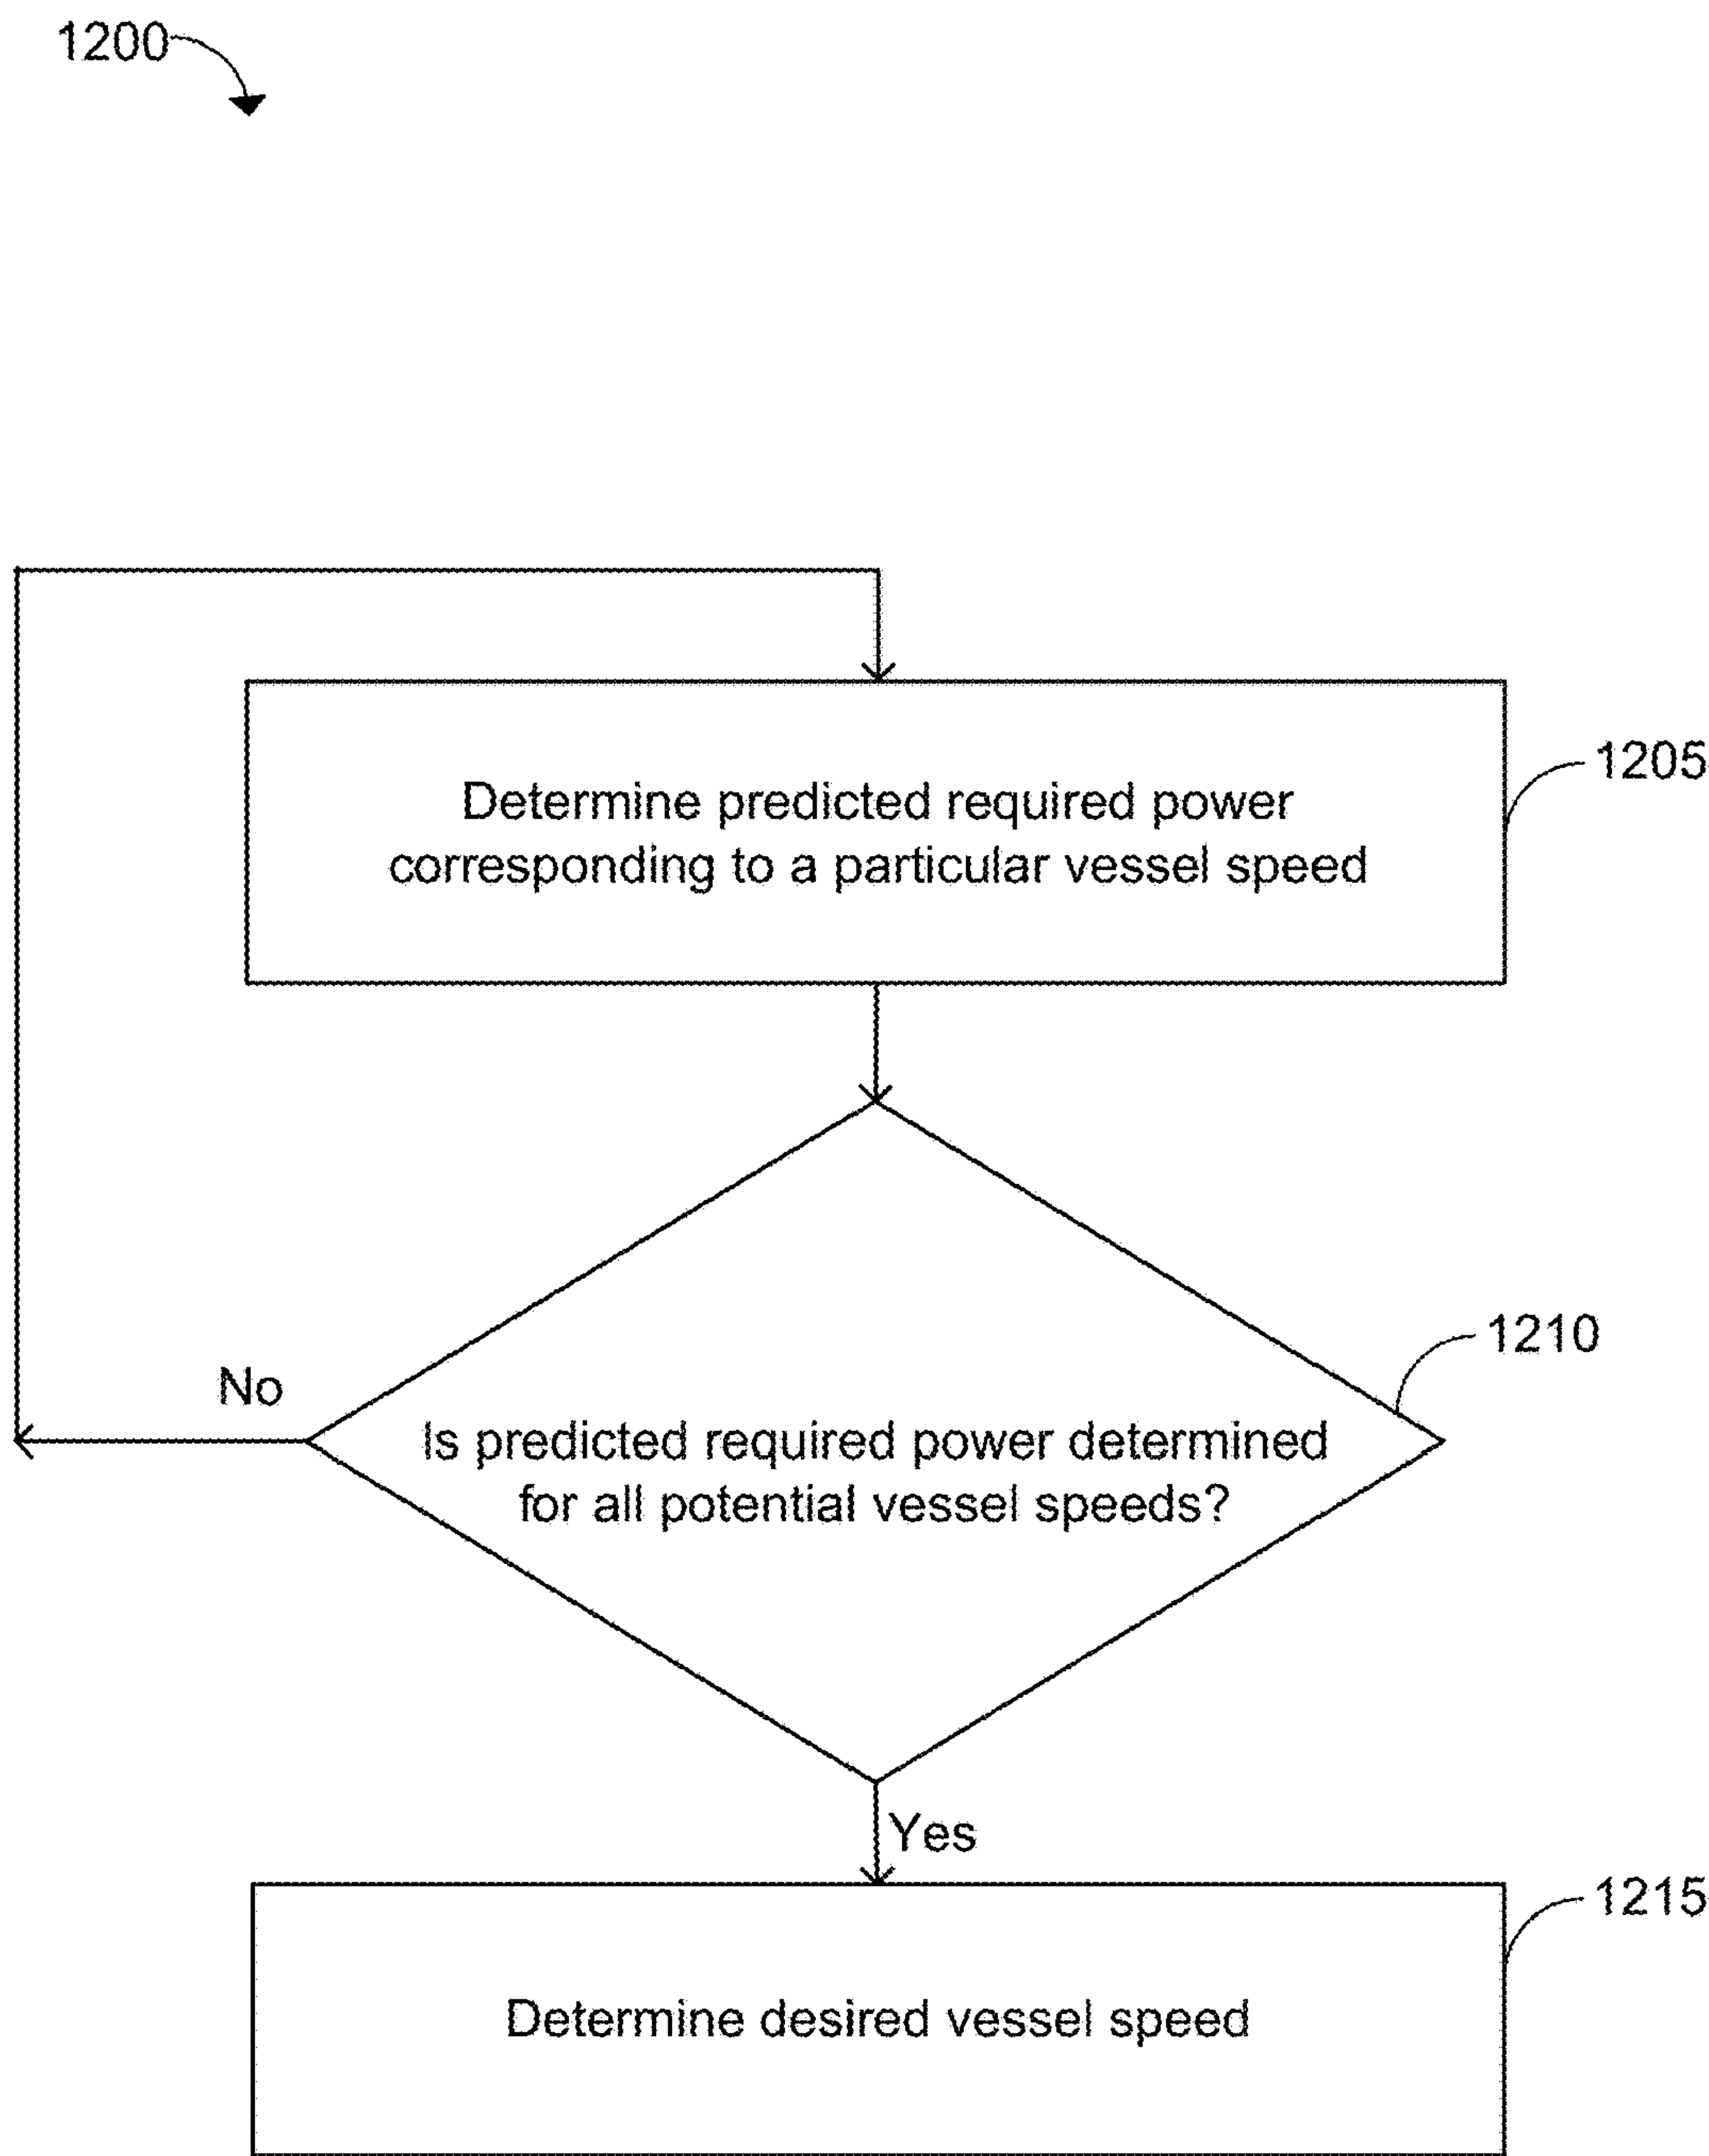 1200
Determine predicted required power
corresponding to a particular vessel speed
1205
1210
No
Is predicted required power determined
for all potential vessel speeds?
Yes
1215
Determine desired vessel speed